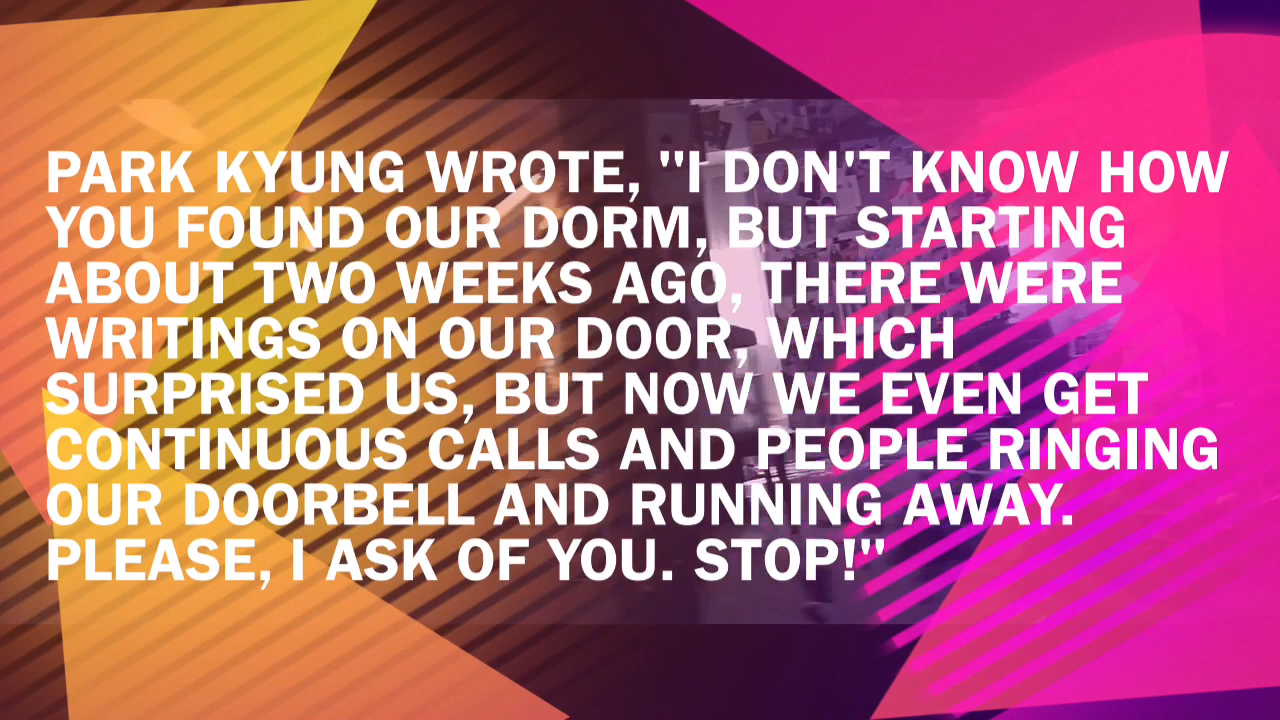 PARK KYUNG WROTE, "I DON'T KNOW HOW
YOU FOUND OUR DORM, BUT STARTING
ABOUT TWO WEEKS AGO, THERE WERE
WRITINGS ON OUR DOOR, WHICH
SURPRISED US, BUT NOW WE EVEN GET
CONTINUOUS CALLS AND PEOPLE RINGING
OUR DOORBELL AND RUNNING AWAY.
PLEASE, I ASK OF YOU. STOP!"